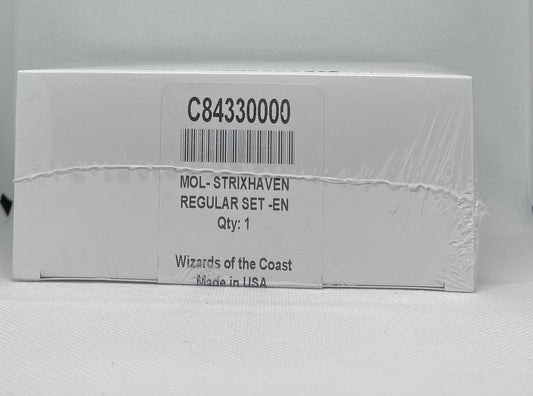 C84330000
MOL- STRIXHAVEN
REGULAR SET -EN
Qty: 1
Wizards of the Coast
Made in USA